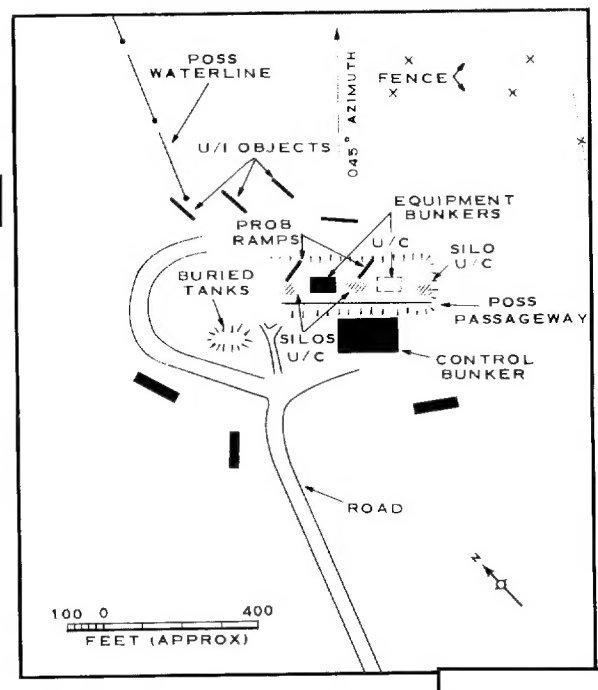 POSS
WATERLINE
FENCE
X
X
X
X
X
045° AZIMUTH
U/I OBJECTS
EQUIPMENT
BUNKERS
PROB
RAMPS
U/C
SILO
U/C
BURIED
TANKS
POSS
PASSAGEWAY
SILOS
U/C
CONTROL
BUNKER
ROAD
N
100 0 400
FEET (APPROX)